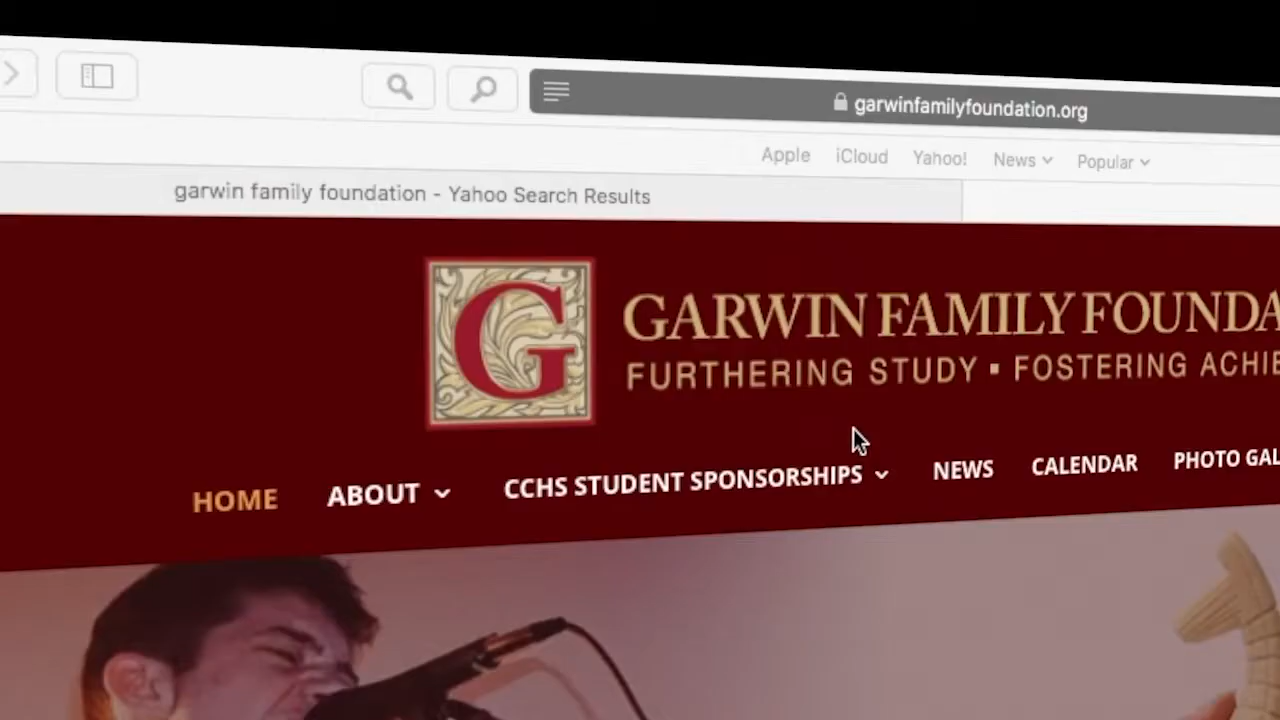 garwinfamilyfoundation.org
Apple iCloud Yahoo! News Popular
garwin family foundation - Yahoo Search Results
G
GARWIN FAMILY FOUNDA
FURTHERING STUDY ▪ FOSTERING ACHIE
HOME ABOUT CCHS STUDENT SPONSORSHIPS NEWS CALENDAR PHOTO GAL